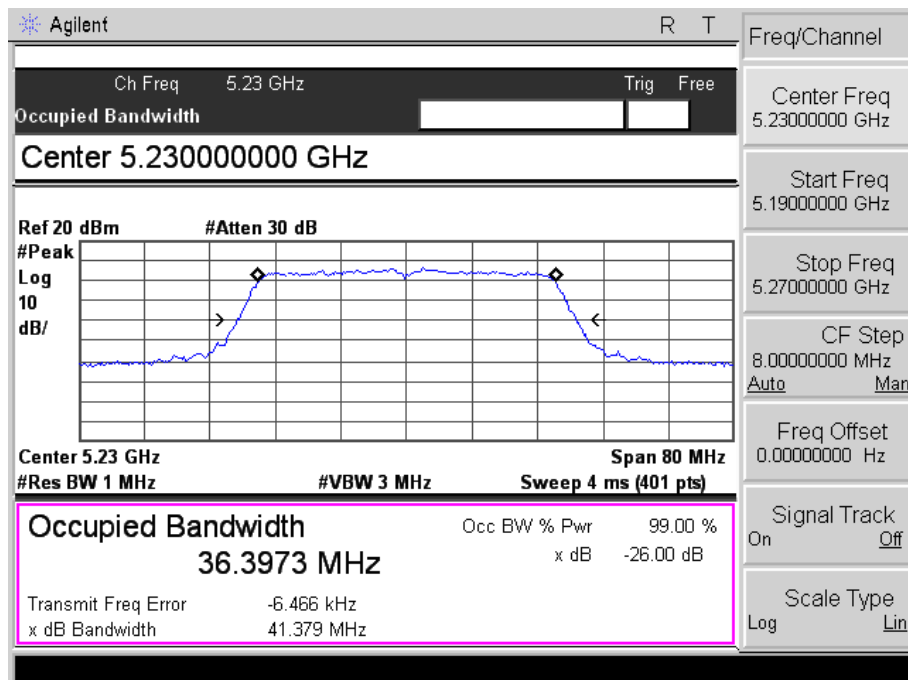 Agilent
R T
Ch Freq 5.23 GHz Trig Free
Occupied Bandwidth
Center 5.230000000 GHz
Ref 20 dBm #Atten 30 dB
#Peak
Log
10
dB/
Center 5.23 GHz Span 80 MHz
#Res BW 1 MHz #VBW 3 MHz Sweep 4 ms (401 pts)
Occupied Bandwidth
36.3973 MHz
Occ BW % Pwr 99.00 %
x dB -26.00 dB
Transmit Freq Error -6.466 kHz
x dB Bandwidth 41.379 MHz
Freq/Channel
Center Freq
5.23000000 GHz
Start Freq
5.19000000 GHz
Stop Freq
5.27000000 GHz
CF Step
8.00000000 MHz
Auto Man
Freq Offset
0.00000000 Hz
Signal Track
On Off
Scale Type
Log Lin